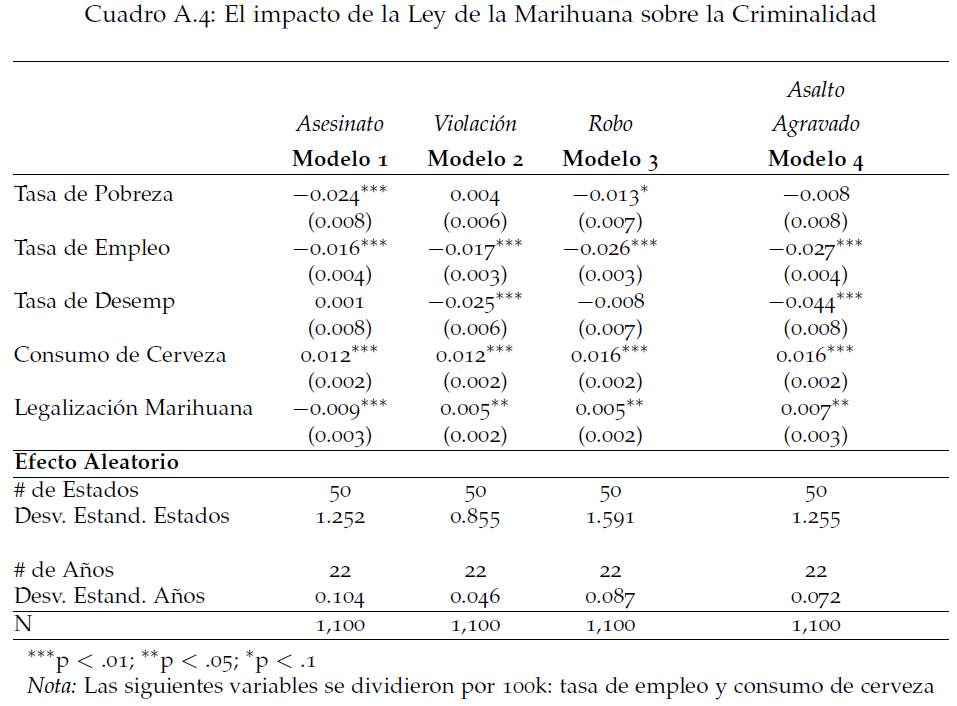 Cuadro A.4: El impacto de la Ley de la Marihuana sobre la Criminalidad
Asalto
Asesinato Violación Robo Agravado
Modelo 1 Modelo 2 Modelo 3 Modelo 4
Tasa de Pobreza −0.024*** 0.004 −0.013* −0.008
(0.008) (0.006) (0.007) (0.008)
Tasa de Empleo −0.016*** −0.017*** −0.026*** −0.027***
(0.004) (0.003) (0.003) (0.004)
Tasa de Desemp 0.001 −0.025*** −0.008 −0.044***
(0.008) (0.006) (0.007) (0.008)
Consumo de Cerveza 0.012*** 0.012*** 0.016*** 0.016***
(0.002) (0.002) (0.002) (0.002)
Legalización Marihuana −0.009*** 0.005** 0.005** 0.007**
(0.003) (0.002) (0.002) (0.003)
Efecto Aleatorio
# de Estados 50 50 50 50
Desv. Estand. Estados 1.252 0.855 1.591 1.255
# de Años 22 22 22 22
Desv. Estand. Años 0.104 0.046 0.087 0.072
N 1,100 1,100 1,100 1,100
***p < .01; **p < .05; *p < .1
Nota: Las siguientes variables se dividieron por 100k: tasa de empleo y consumo de cerveza